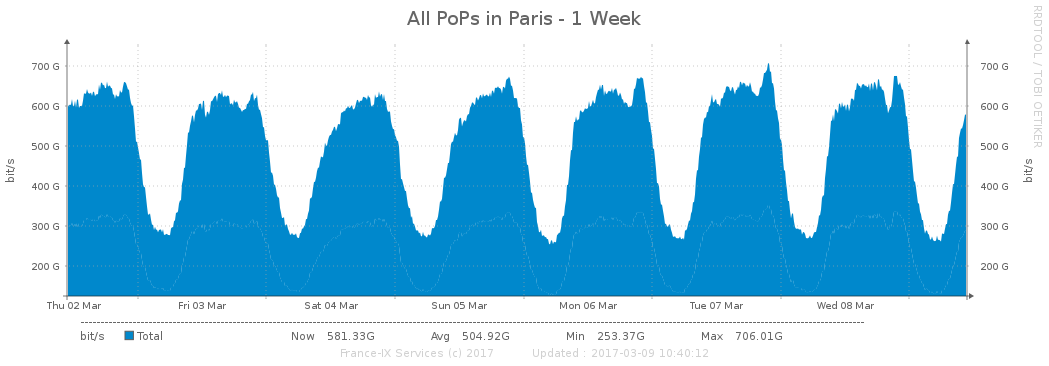 All PoPs in Paris - 1 Week
RRDTOOL / TOBI OETIKER
bit/s
700 G
600 G
500 G
400 G
300 G
200 G
700 G
600 G
500 G
400 G
300 G
200 G
bit/s
Thu 02 Mar Fri 03 Mar Sat 04 Mar Sun 05 Mar Mon 06 Mar Tue 07 Mar Wed 08 Mar
bit/s Total Now 581.33G Avg 504.92G Min 253.37G Max 706.01G
France-IX Services (c) 2017 Updated : 2017-03-09 10:40:12